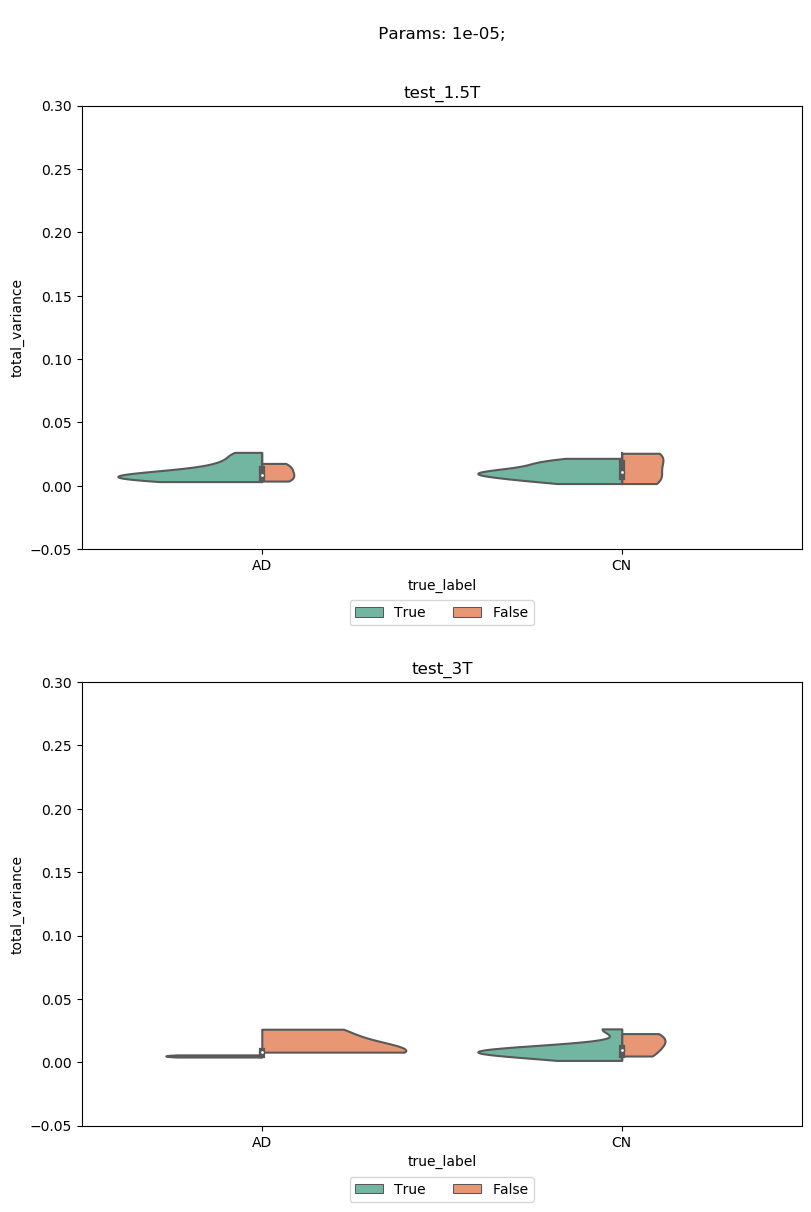 Params: 1e-05;
test_1.5T
0.30
0.25
0.20
0.15
0.10
0.05
0.00
−0.05
total_variance
AD CN
true_label
True False
test_3T
0.30
0.25
0.20
0.15
0.10
0.05
0.00
−0.05
total_variance
AD CN
true_label
True False